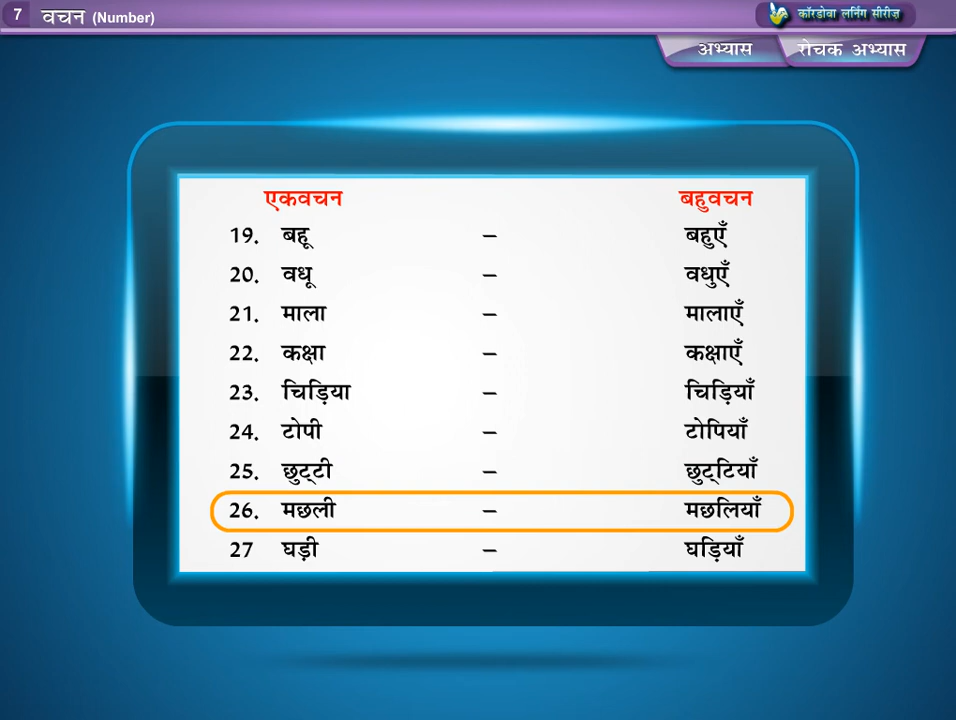 7 वचन (Number)
कॉरडोवा लर्निंग सीरीज़
अभ्यास रोचक अभ्यास
एकवचन बहुवचन
19. बहू – बहुएँ
20. वधू – वधुएँ
21. माला – मालाएँ
22. कक्षा – कक्षाएँ
23. चिड़िया – चिड़ियाँ
24. टोपी – टोपियाँ
25. छुट्‌टी – छुट्‌टियाँ
26. मछली – मछलियाँ
27 घड़ी – घड़ियाँ